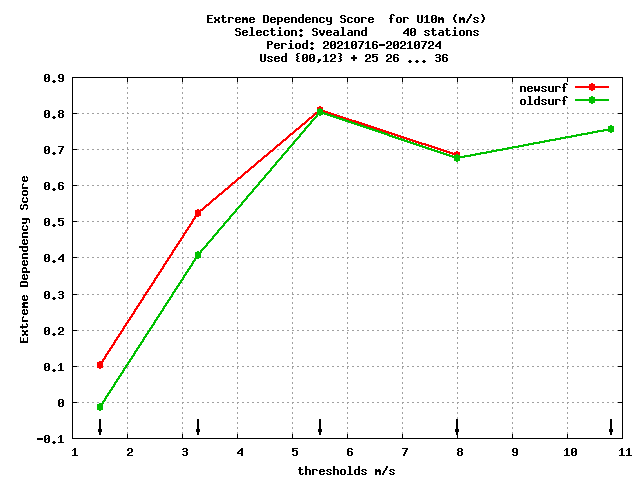 Extreme Dependency Score  for U10m (m/s)
Selection: Svealand     40 stations
Period: 20210716-20210724
Used {00,12} + 25 26 ... 36
newsurf
oldsurf
0.9
0.8
0.7
0.6
0.5
0.4
0.3
0.2
0.1
0
-0.1
Extreme Dependency Score
1 2 3 4 5 6 7 8 9 10 11
thresholds m/s